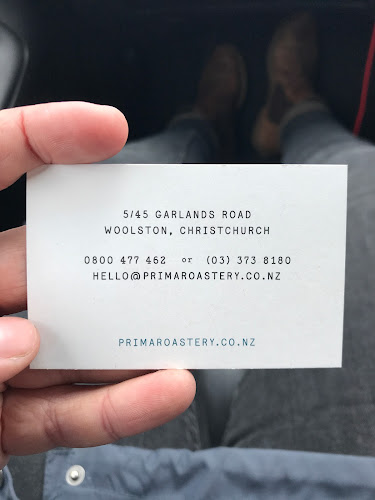 5/45 GARLANDS ROAD
WOOLSTON, CHRISTCHURCH
0800 477 462 or (03) 373 8180
HELLO@PRIMAROASTERY.CO.NZ
PRIMAROASTERY.CO.NZ